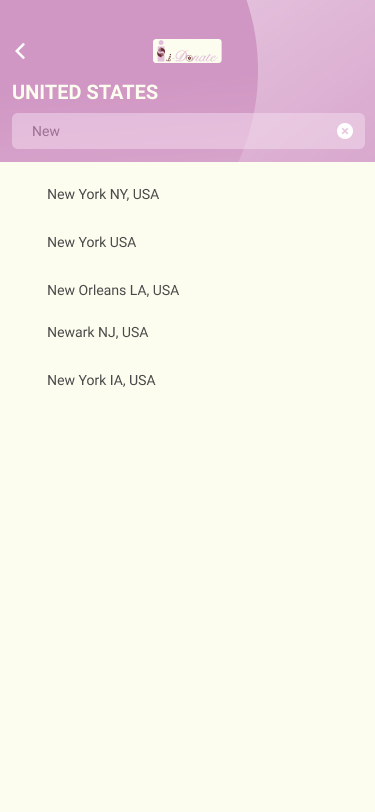 i Donate
UNITED STATES
New
New York NY, USA
New York USA
New Orleans LA, USA
Newark NJ, USA
New York IA, USA